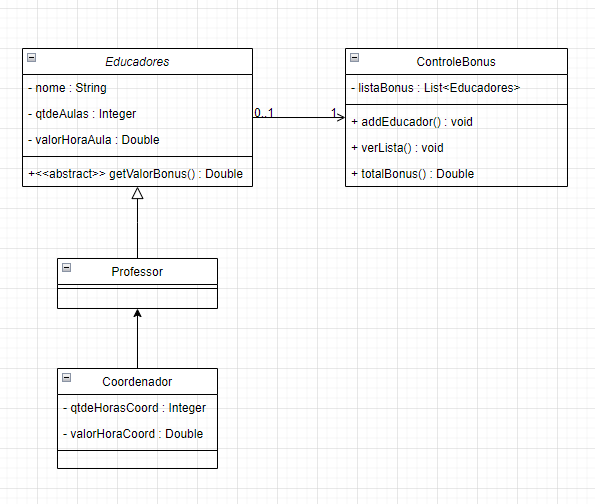 Educadores
- nome : String
- qtdeAulas : Integer
- valorHoraAula : Double
+<<abstract>> getValorBonus() : Double
0..1
1
ControleBonus
- listaBonus : List<Educadores>
+ addEducador() : void
+ verLista() : void
+ totalBonus() : Double
Professor
Coordenador
- qtdeHorasCoord : Integer
- valorHoraCoord : Double